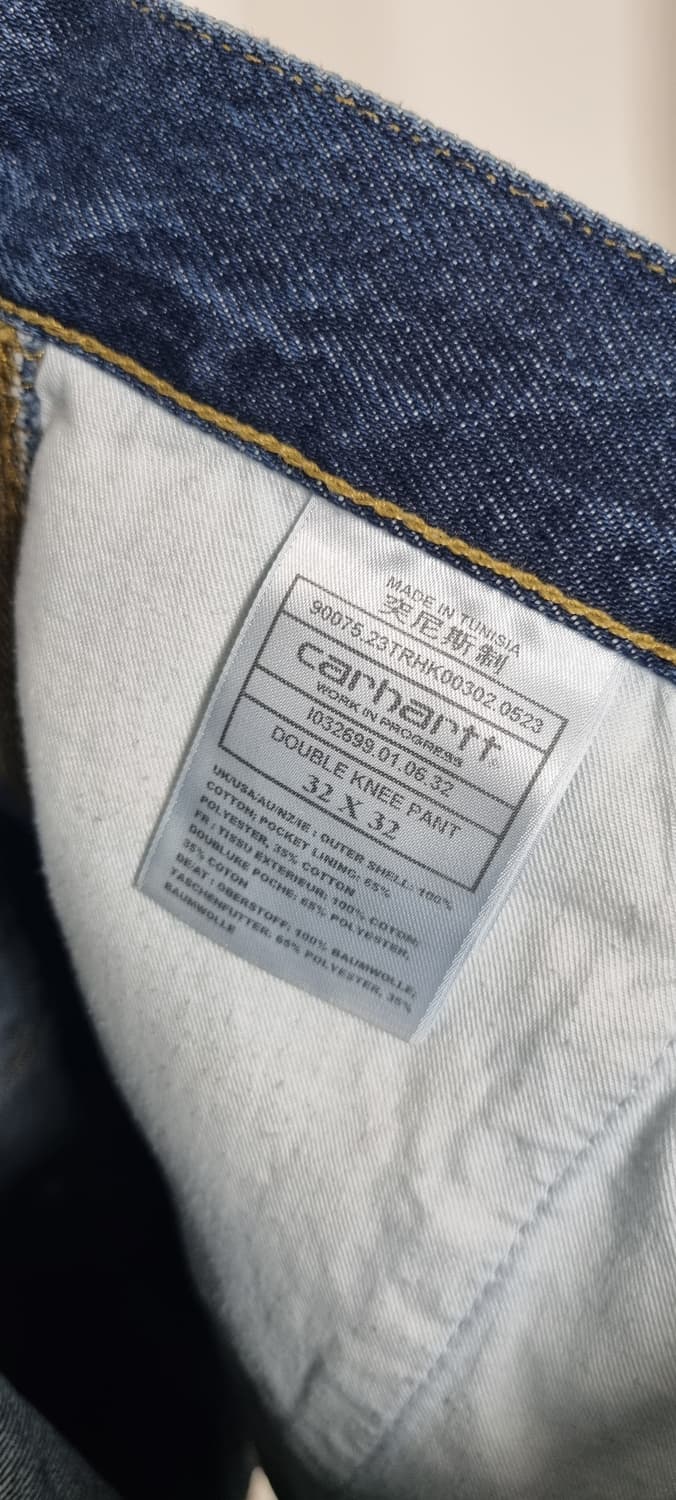 MADE IN TUNISIA
突尼斯制
90075.23TRHK00302.0523
carhartt®
WORK IN PROGRESS
I032699.01.06.32
DOUBLE KNEE PANT
32 X 32
UK/USA/AU/NZ/IE : OUTER SHELL: 100%
COTTON; POCKET LINING: 65%
POLYESTER, 35% COTTON
FR : TISSU EXTERIEUR: 100% COTON;
DOUBLURE POCHE: 65% POLYESTER,
35% COTON
DE/AT : OBERSTOFF: 100% BAUMWOLLE;
TASCHENFUTTER: 65% POLYESTER, 35%
BAUMWOLLE